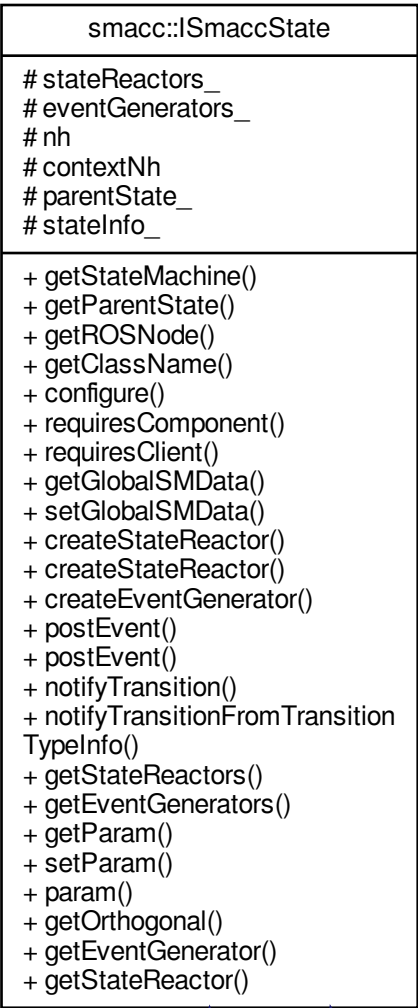 smacc::ISmaccState
# stateReactors_
# eventGenerators_
# nh
# contextNh
# parentState_
# stateInfo_
+ getStateMachine()
+ getParentState()
+ getROSNode()
+ getClassName()
+ configure()
+ requiresComponent()
+ requiresClient()
+ getGlobalSMData()
+ setGlobalSMData()
+ createStateReactor()
+ createStateReactor()
+ createEventGenerator()
+ postEvent()
+ postEvent()
+ notifyTransition()
+ notifyTransitionFromTransition
TypeInfo()
+ getStateReactors()
+ getEventGenerators()
+ getParam()
+ setParam()
+ param()
+ getOrthogonal()
+ getEventGenerator()
+ getStateReactor()